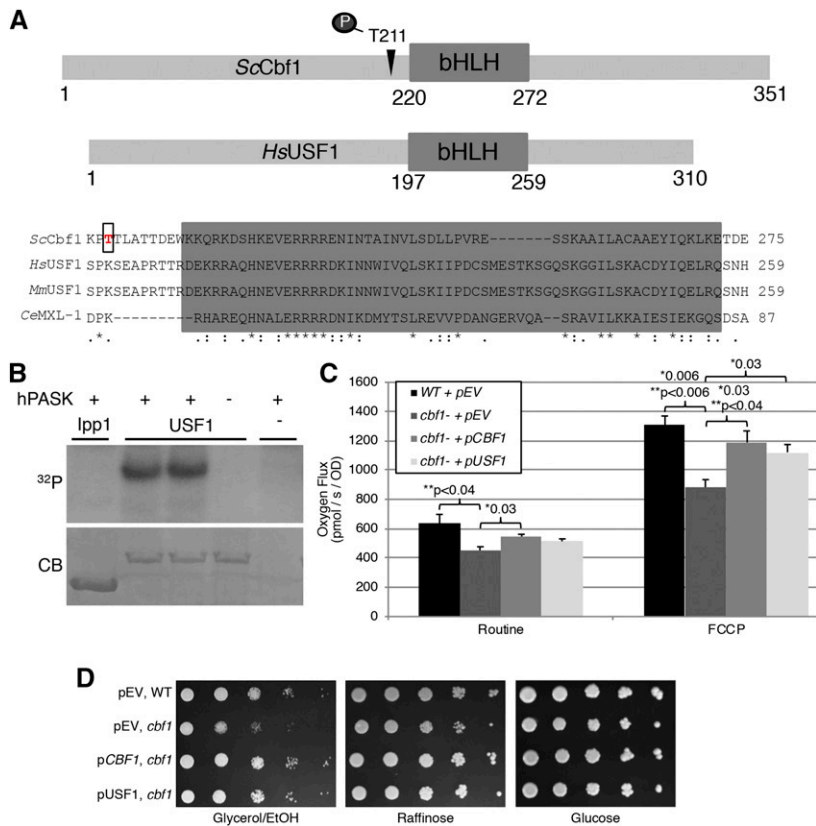 A
P
T211
ScCbf1
bHLH
1
220
272
351
HsUSF1
bHLH
1
197
259
310
ScCbf1 KPTTLATTDEWKKQRKDSHKEVERRRRENINTAINVLSDLLPVRE-------SSKAAILACAAEYIQKLKETDE 275
HsUSF1 SPKSEAPRTTRDEKRRAQHNEVERRRRDKINNWIVQLSKIIPDCSMESTKSGQSKGGILSKACDYIQELRQSNH 259
MmUSF1 SPKSEAPRTTRDEKRRAQHNEVERRRRDKINNWIVQLSKIIPDCSMESTKSGQSKGGILSKACDYIQELRQSNH 259
CeMXL-1 DPK---------RHAREQHNALERRRRDNIKDMYTSLREVVPDANGERVQA--SRAVILKKAIESIEKGQSDSA 87
B
hPASK + + + - +
Ipp1 USF1 -
32P
CB
C
1600
1400
1200
1000
800
600
400
200
0
Oxygen Flux
(pmol / s / OD)
WT + pEV
cbf1- + pEV
cbf1- + pCBF1
cbf1- + pUSF1
**p<0.04
*0.03
*0.006
**p<0.006
*0.03
*0.03
**p<0.04
Routine
FCCP
D
pEV, WT
pEV, cbf1
pCBF1, cbf1
pUSF1, cbf1
Glycerol/EtOH
Raffinose
Glucose